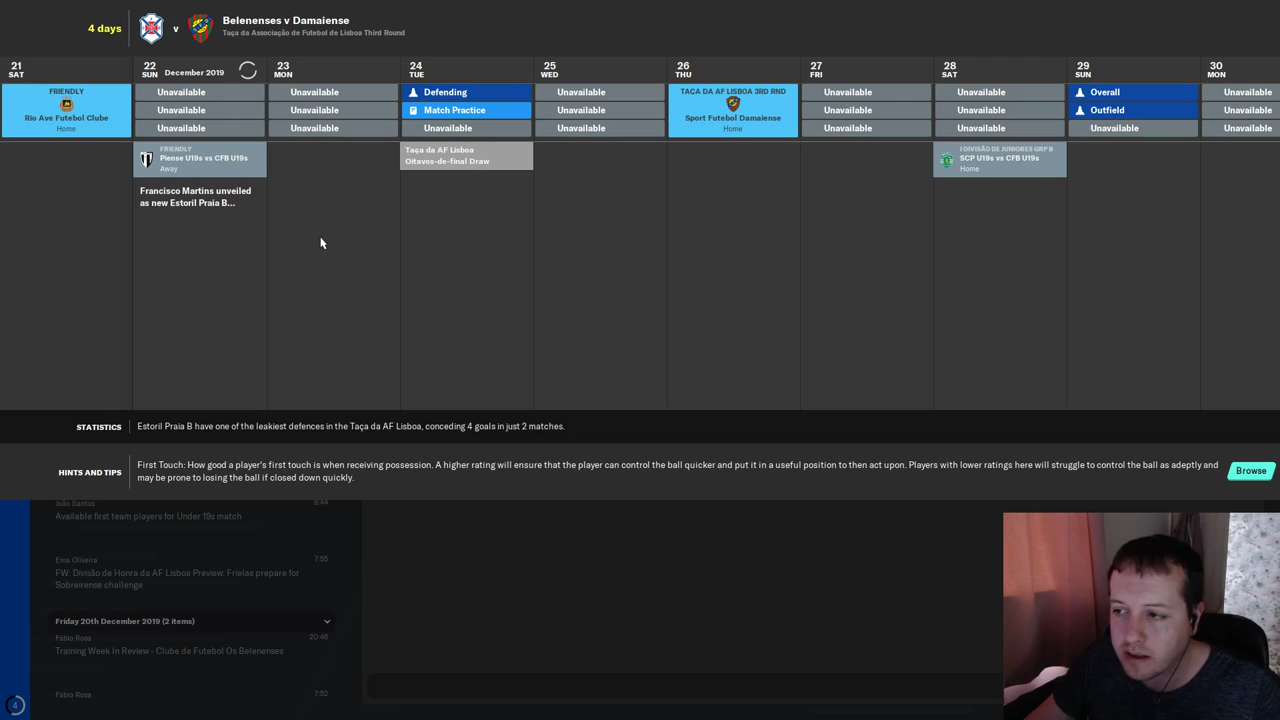 4 days
v
Belenenses v Damaiense
Taça da Associação de Futebol de Lisboa Third Round
21
SAT
22
SUN December 2019
23
MON
24
TUE
25
WED
26
THU
27
FRI
28
SAT
29
SUN
30
MON
FRIENDLY
Rio Ave Futebol Clube
Home
Unavailable
Unavailable
Unavailable
Unavailable
Unavailable
Unavailable
Defending
Match Practice
Unavailable
Unavailable
Unavailable
Unavailable
TAÇA DA AF LISBOA 3RD RND
Sport Futebol Damaiense
Home
Unavailable
Unavailable
Unavailable
Unavailable
Unavailable
Unavailable
Overall
Outfield
Unavailable
Unavailable
Unavailable
Unavailable
FRIENDLY
Piense U19s vs CFB U19s
Away
Francisco Martins unveiled
as new Estoril Praia B...
Taça da AF Lisboa
Oitavos-de-final Draw
I DIVISÃO DE JUNIORES GRP B
SCP U19s vs CFB U19s
Home
STATISTICS
Estoril Praia B have one of the leakiest defences in the Taça da AF Lisboa, conceding 4 goals in just 2 matches.
HINTS AND TIPS
First Touch: How good a player's first touch is when receiving possession. A higher rating will ensure that the player can control the ball quicker and put it in a useful position to then act upon. Players with lower ratings here will struggle to control the ball as adeptly and
may be prone to losing the ball if closed down quickly.
Browse
João Santos
8:44
Available first team players for Under 19s match
Ema Oliveira
7:55
FW: Divisão de Honra da AF Lisboa Preview: Frielas prepare for
Sobreirense challenge
Friday 20th December 2019 (2 items)
Fábio Rosa
20:46
Training Week In Review - Clube de Futebol Os Belenenses
Fábio Rosa
7:52
4